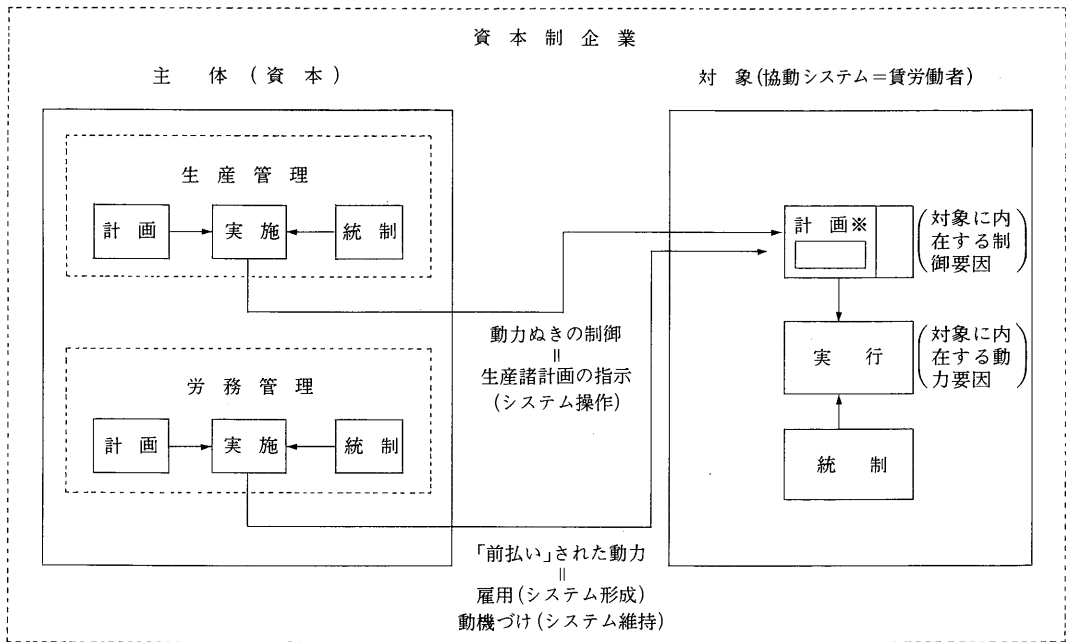 資本制企業
主体(資本)
対象(協動システム=賃労働者)
生産管理
計画
実施
統制
計画※
(対象に内在する制御要因)
動力ぬきの制御
=
生産諸計画の指示
(システム操作)
実行
(対象に内在する動力要因)
労務管理
計画
実施
統制
統制
「前払い」された動力
=
雇用(システム形成)
動機づけ(システム維持)